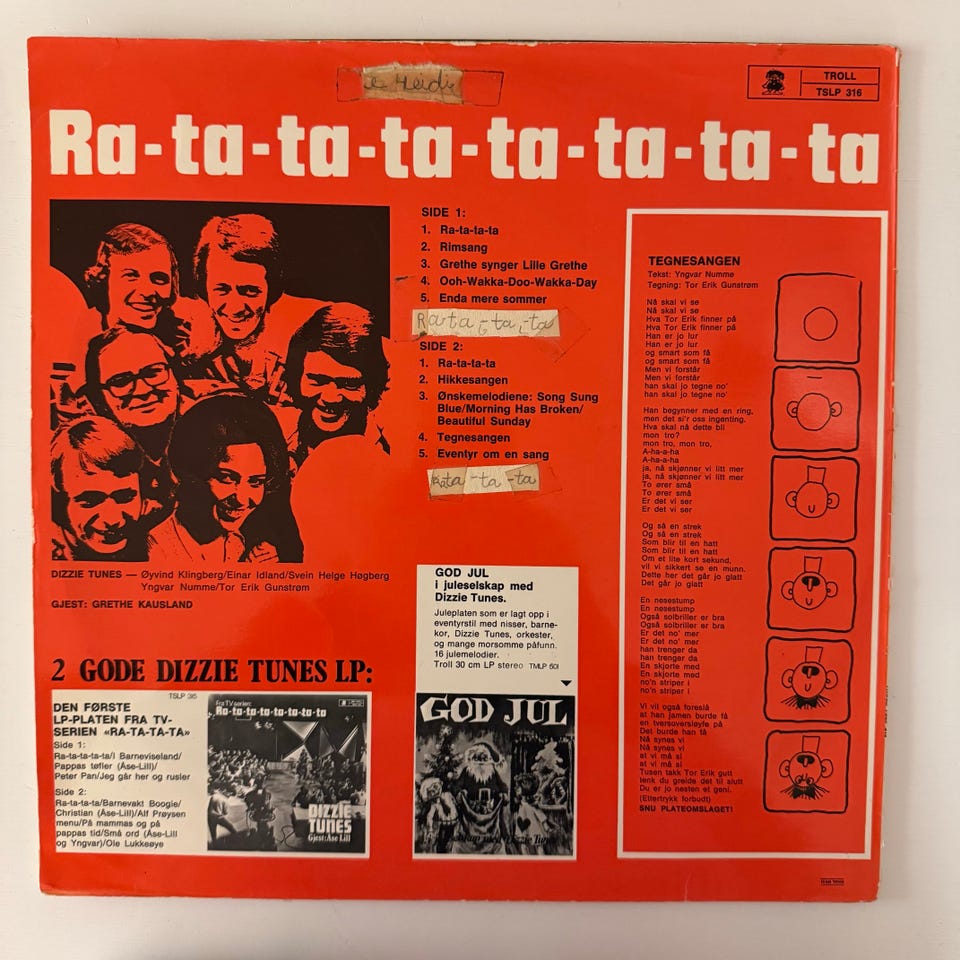 Heidi
TROLL
TSLP 316
Ra-ta-ta-ta-ta-ta-ta-ta
SIDE 1:
1. Ra-ta-ta-ta
2. Rimsang
3. Grethe synger Lille Grethe
4. Ooh-Wakka-Doo-Wakka-Day
5. Enda mere sommer
Ra-ta-ta-ta
SIDE 2:
1. Ra-ta-ta-ta
2. Hikkesangen
3. Ønskemelodiene: Song Sung
Blue/Morning Has Broken/
Beautiful Sunday
4. Tegnesangen
5. Eventyr om en sang
Rata-ta-ta
DIZZIE TUNES — Øyvind Klingberg/Einar Idland/Svein Helge Høgberg
Yngvar Numme/Tor Erik Gunstrøm
GJEST: GRETHE KAUSLAND
2 GODE DIZZIE TUNES LP:
TSLP 315
DEN FØRSTE
LP-PLATEN FRA TV-
SERIEN «RA-TA-TA-TA»
Side 1:
Ra-ta-ta-ta-ta/I Barneviseland/
Pappas tøfler (Åse-Lill)/
Peter Pan/Jeg går her og rusler
Side 2:
Ra-ta-ta-ta/Barnevakt Boogie/
Christian (Åse-Lill)/Alf Prøysen
menu/På mammas og på
pappas tid/Små ord (Åse-Lill
og Yngvar)/Ole Lukkeøye
Fra TV-serien:
Ra-ta-ta-ta-ta-ta-ta-ta
DIZZIE
TUNES
Gjest: Åse Lill
GOD JUL
i juleselskap med
Dizzie Tunes.
Juleplaten som er lagt opp i
eventyrstil med nisser, barne-
kor, Dizzie Tunes, orkester,
og mange morsomme påfunn.
16 julemelodier.
Troll 30 cm LP stereo TMLP 501
GOD JUL
TEGNESANGEN
Tekst: Yngvar Numme
Tegning: Tor Erik Gunstrøm
Nå skal vi se
Nå skal vi se
Hva Tor Erik finner på
Hva Tor Erik finner på
Han er jo lur
Han er jo lur
og smart som få
og smart som få
Men vi forstår
Men vi forstår
han skal jo tegne no'
han skal jo tegne no'
Han begynner med en ring,
men det si'r oss ingenting.
Hva skal nå dette bli
mon tro?
mon tro, mon tro,
A-ha-a-ha
A-ha-a-ha
ja, nå skjønner vi litt mer
ja, nå skjønner vi litt mer
To ører små
To ører små
Er det vi ser
Er det vi ser
Og så en strek
Og så en strek
Som blir til en hatt
Som blir til en hatt
Om et lite kort sekund,
vil vi sikkert se en munn.
Dette her det går jo glatt
Det går jo glatt
En nesestump
En nesestump
Også solbriller er bra
Også solbriller er bra
Er det no' mer
Er det no' mer
han trenger da
han trenger da
En skjorte med
En skjorte med
no'n striper i
no'n striper i
Vi vil også foreslå
at han jamen burde få
en tversoversløyfe på
Det burde han få
Nå synes vi
Nå synes vi
at vi må si
at vi må si
Tusen takk Tor Erik gutt
tenk du greide det til slutt
Du er jo nesten et geni.
(Ettertrykk forbudt)
SNU PLATEOMSLAGET!